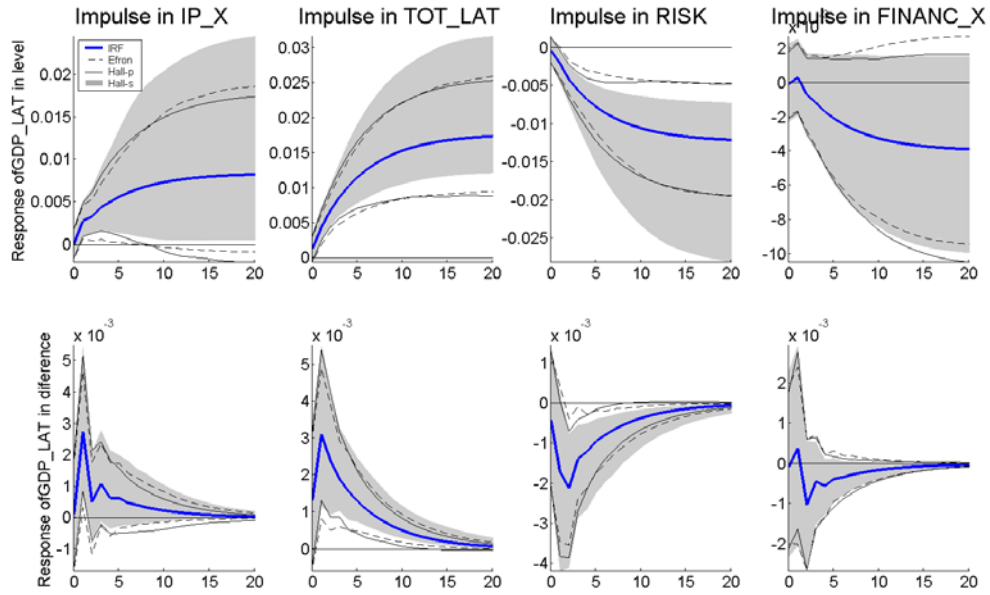 Impulse in IP_X
Impulse in TOT_LAT
Impulse in RISK
Impulse in FINANC_X
Response ofGDP_LAT in level
0.02
0.015
0.01
0.005
0
IRF
Efron
Hall-p
Hall-s
0 5 10 15 20
0.03
0.025
0.02
0.015
0.01
0.005
0
0 5 10 15 20
0
-0.005
-0.01
-0.015
-0.02
-0.025
0 5 10 15 20
2
0
-2
-4
-6
-8
-10
0 5 10 15 20
Response ofGDP_LAT in diference
x 10
-3
5
4
3
2
1
0
-1
0 5 10 15 20
x 10
-3
5
4
3
2
1
0
0 5 10 15 20
x 10
-3
1
0
-1
-2
-3
-4
0 5 10 15 20
x 10
-3
2
1
0
-1
-2
0 5 10 15 20